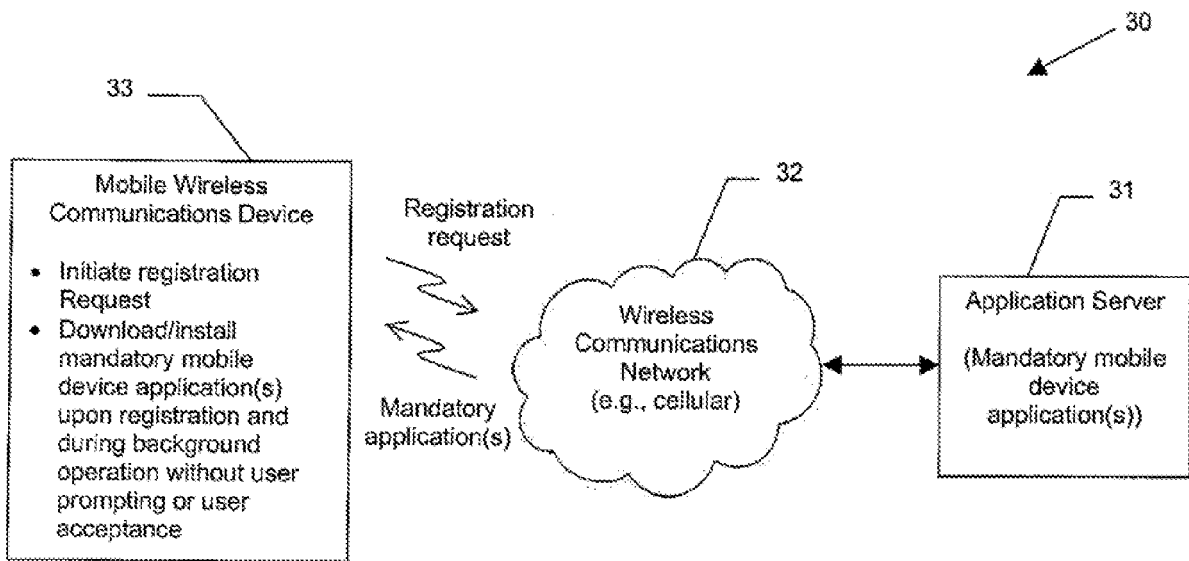 30
33
32
31
Mobile Wireless
Communications Device
• Initiate registration
Request
• Download/install
mandatory mobile
device application(s)
upon registration and
during background
operation without user
prompting or user
acceptance
Registration
request
Mandatory
application(s)
Wireless
Communications
Network
(e.g., cellular)
Application Server
(Mandatory mobile
device
application(s))